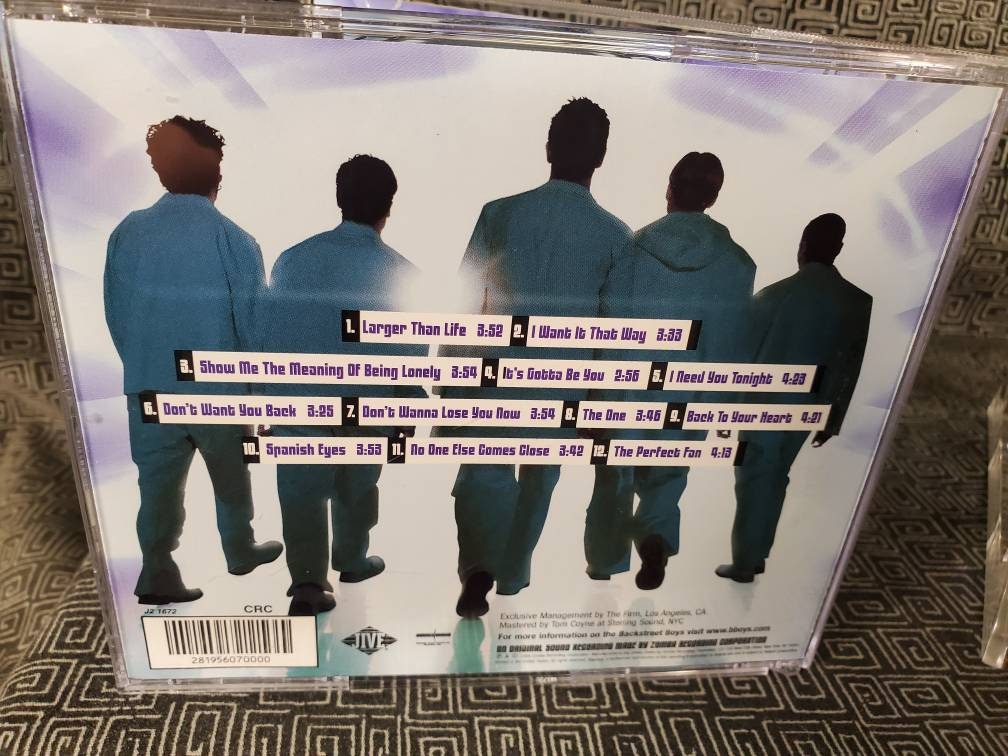 1. Larger Than Life 3:52 2. I Want It That Way 3:33
3. Show Me The Meaning Of Being Lonely 3:54 4. It's Gotta Be You 2:56 5. I Need You Tonight 4:23
6. Don't Want You Back 3:25 7. Don't Wanna Lose You Now 3:54 8. The One 3:46 9. Back To Your Heart 4:21
10. Spanish Eyes 3:53 11. No One Else Comes Close 3:42 12. The Perfect Fan 4:13
J2 1672
CRC
281956070000
JIVE
Exclusive Management by The Firm, Los Angeles, CA.
Mastered by Tom Coyne at Sterling Sound, NYC
For more information on the Backstreet Boys visit www.bboys.com
An Original Sound Recording Made By Zomba Recording Corporation